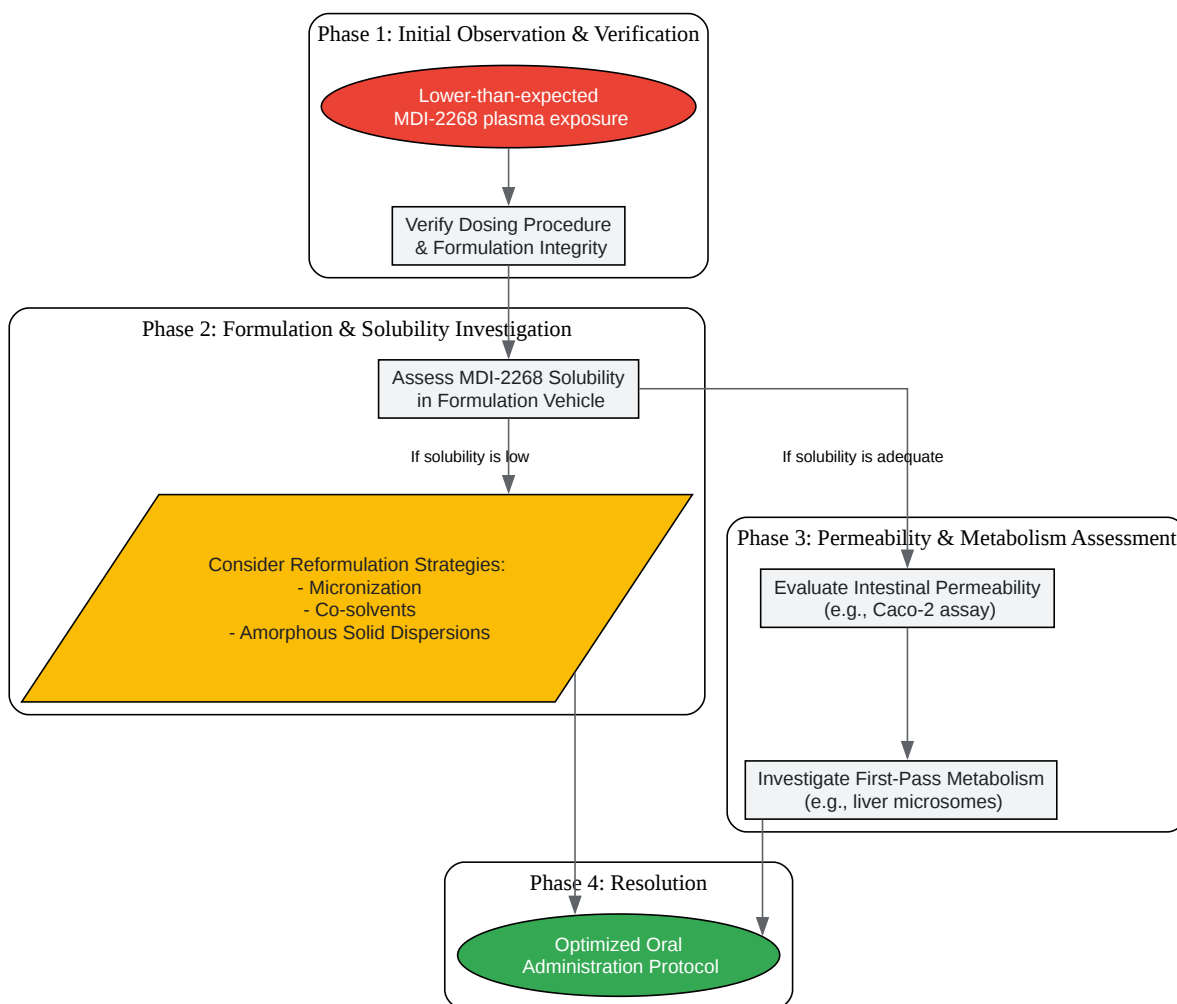 Phase 1: Initial Observation & Verification
Lower-than-expected
MDI-2268 plasma exposure
Verify Dosing Procedure
& Formulation Integrity
Phase 2: Formulation & Solubility Investigation
Assess MDI-2268 Solubility
in Formulation Vehicle
If solubility is low
If solubility is adequate
Consider Reformulation Strategies:
- Micronization
- Co-solvents
- Amorphous Solid Dispersions
Phase 3: Permeability & Metabolism Assessment
Evaluate Intestinal Permeability
(e.g., Caco-2 assay)
Investigate First-Pass Metabolism
(e.g., liver microsomes)
Phase 4: Resolution
Optimized Oral
Administration Protocol